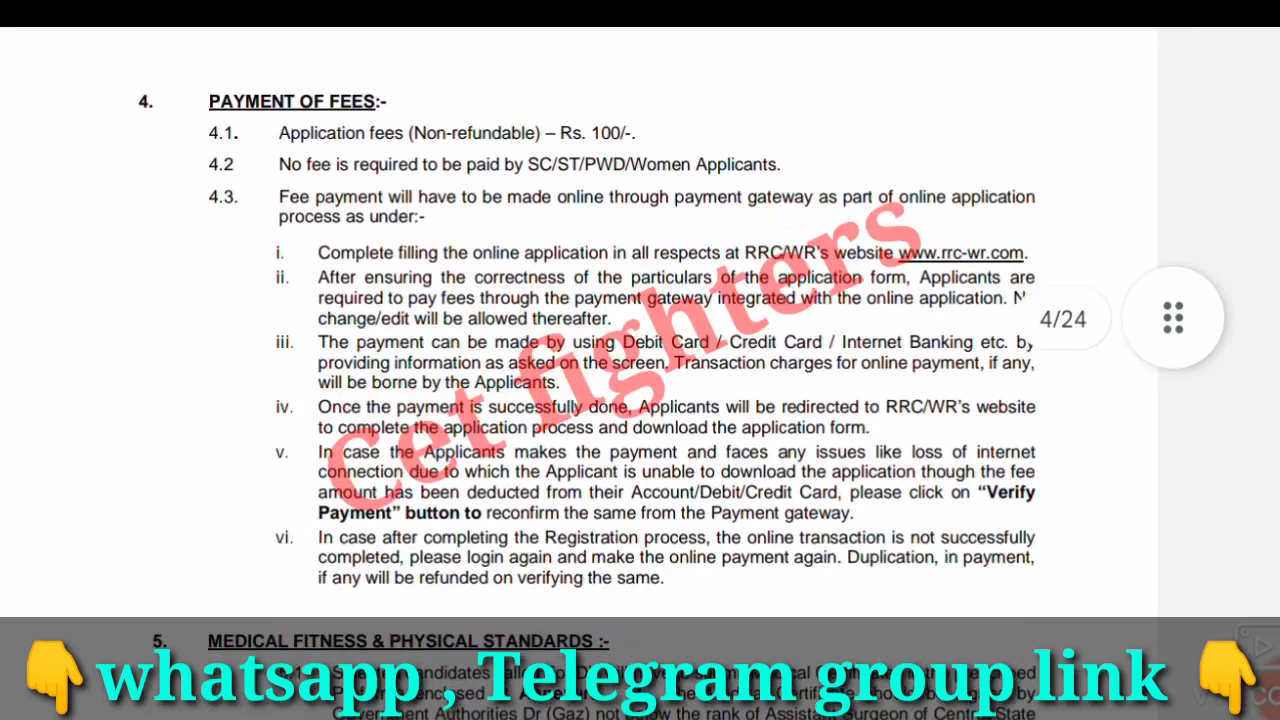 4. PAYMENT OF FEES:-
4.1. Application fees (Non-refundable) – Rs. 100/-.
4.2 No fee is required to be paid by SC/ST/PWD/Women Applicants.
4.3. Fee payment will have to be made online through payment gateway as part of online application
process as under:-
i. Complete filling the online application in all respects at RRC/WR's website www.rrc-wr.com.
ii. After ensuring the correctness of the particulars of the application form, Applicants are
required to pay fees through the payment gateway integrated with the online application.
change/edit will be allowed thereafter.
4/24
iii. The payment can be made by using Debit Card / Credit Card / Internet Banking etc. by
providing information as asked on the screen. Transaction charges for online payment, if any,
will be borne by the Applicants.
iv. Once the payment is successfully done, Applicants will be redirected to RRC/WR's website
to complete the application process and download the application form.
v. In case the Applicants makes the payment and faces any issues like loss of internet
connection due to which the Applicant is unable to download the application though the fee
amount has been deducted from their Account/Debit/Credit Card, please click on “Verify
Payment” button to reconfirm the same from the Payment gateway.
vi. In case after completing the Registration process, the online transaction is not successfully
completed, please login again and make the online payment again. Duplication, in payment,
if any will be refunded on verifying the same.
Cet fighters
5. MEDICAL FITNESS & PHYSICAL STANDARDS :-
whatsapp , Telegram group link